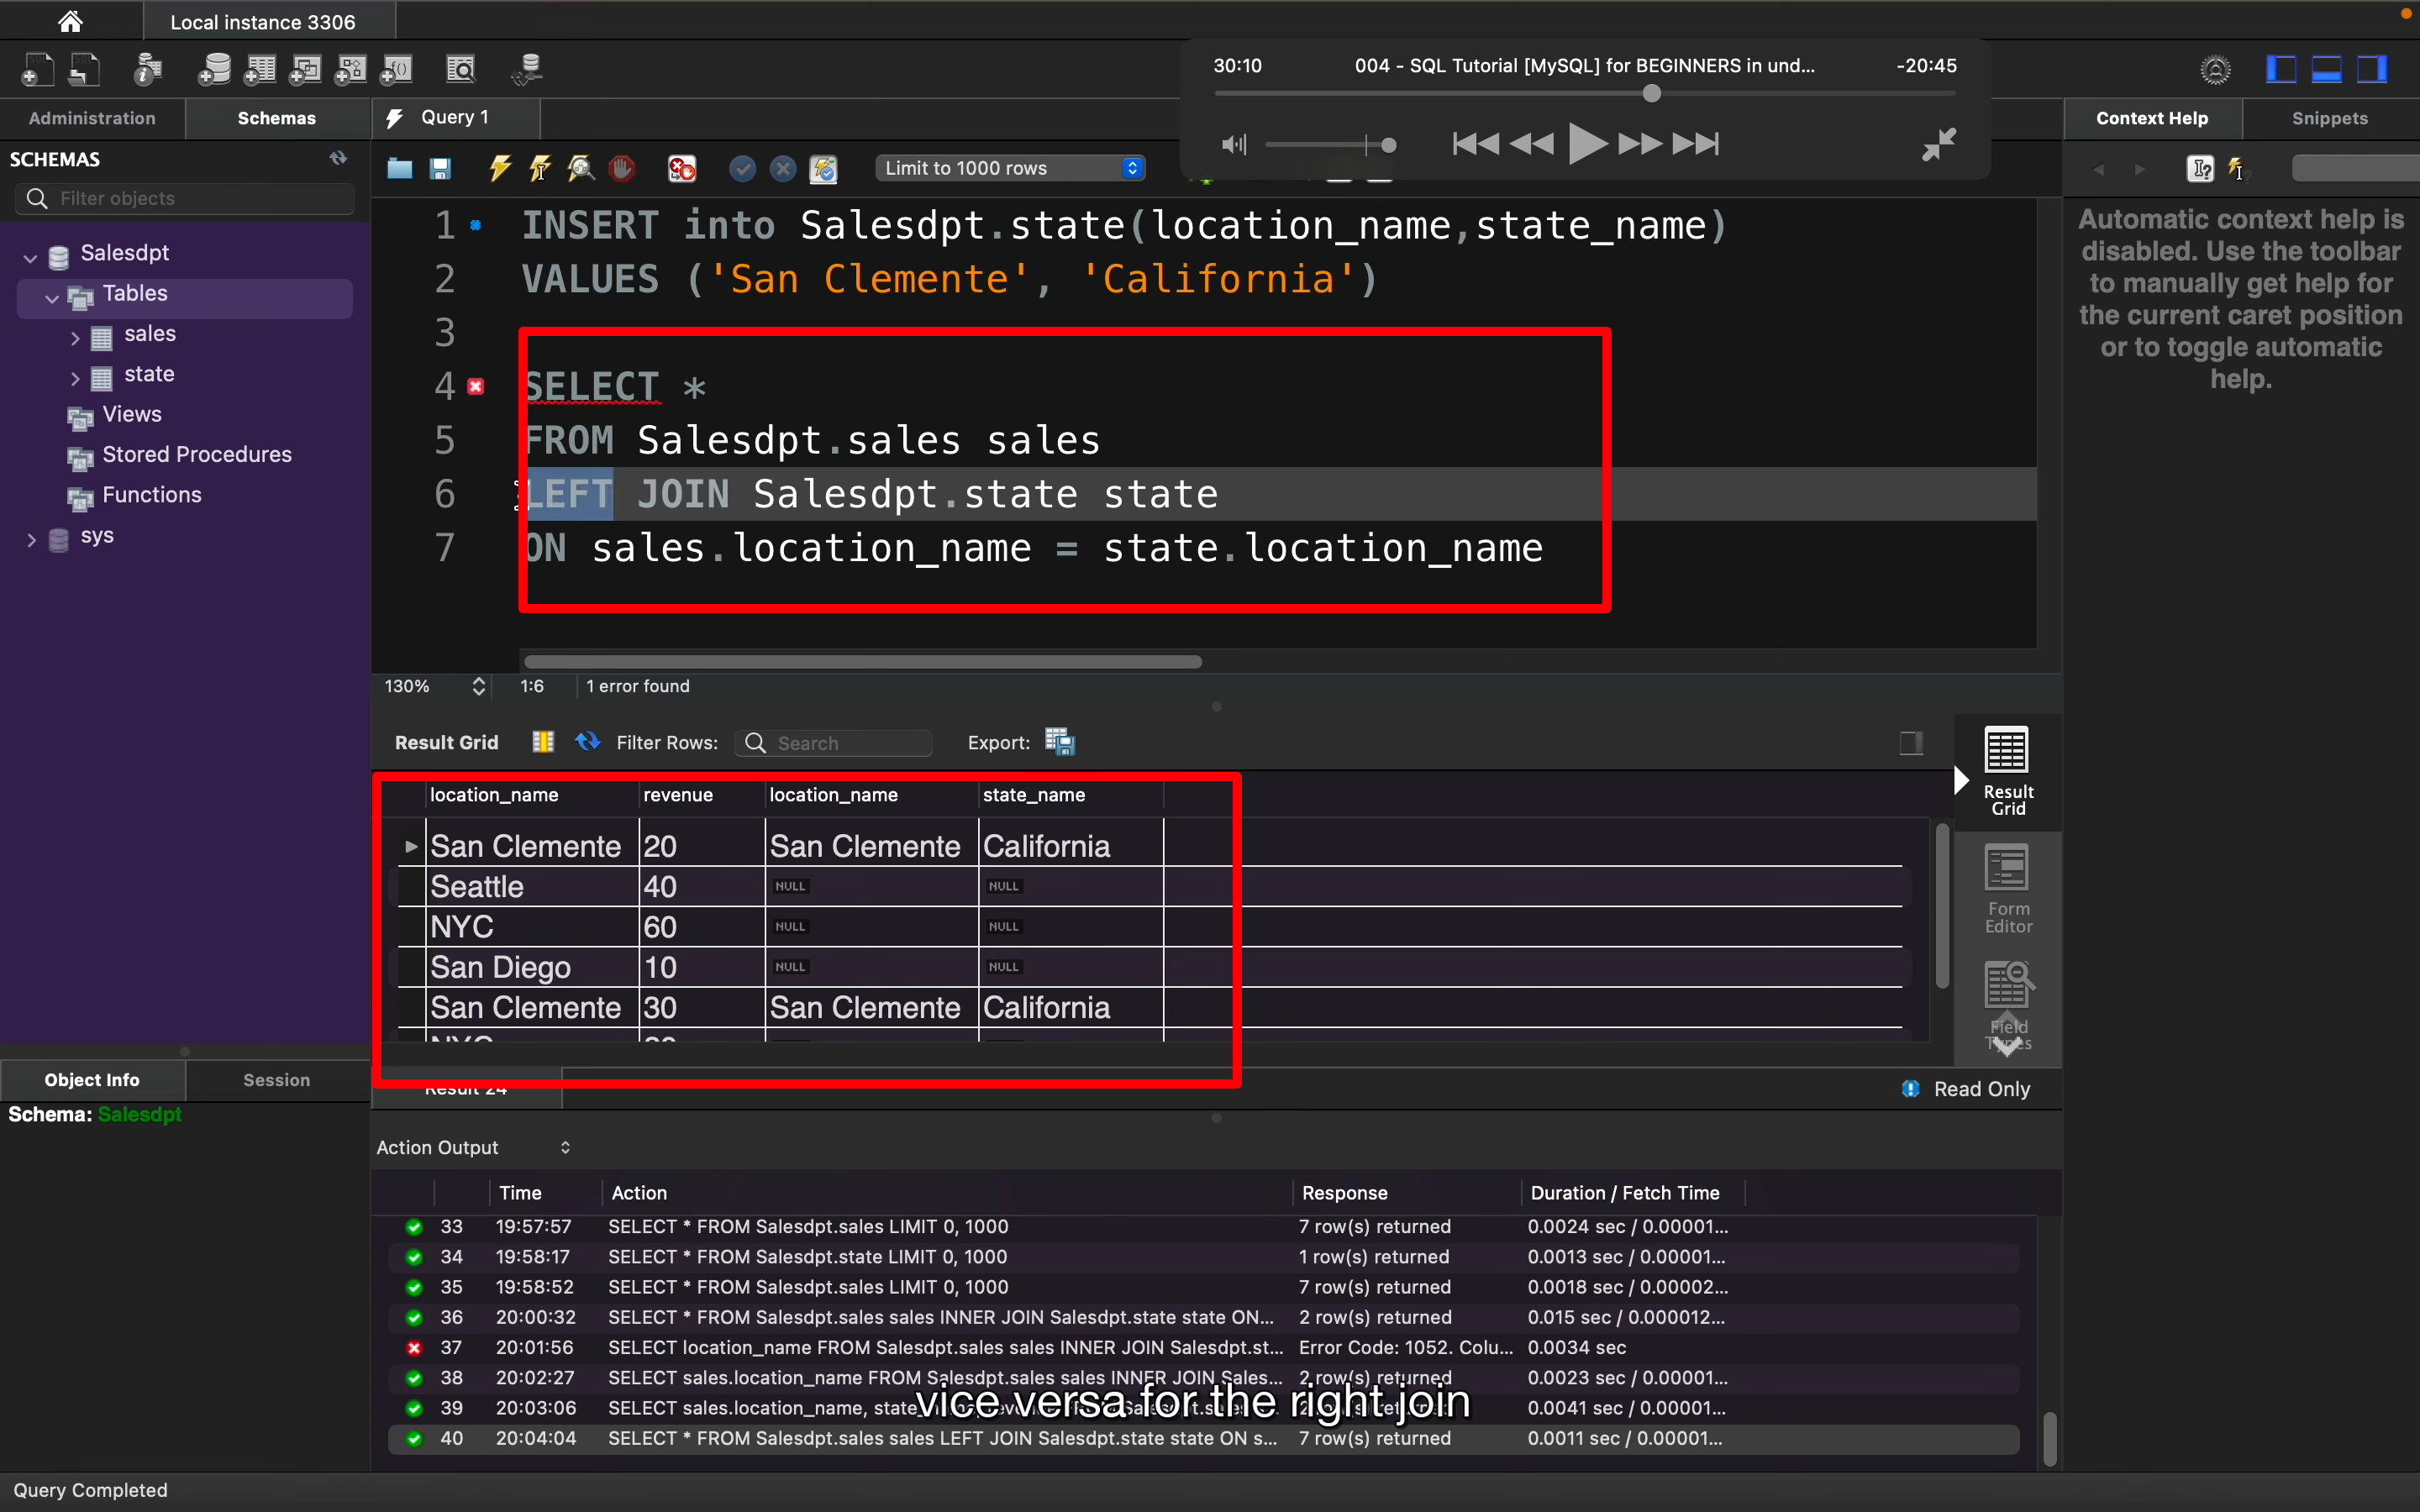 Local instance 3306
30:10
004 - SQL Tutorial [MySQL] for BEGINNERS in und...
-20:45
Administration
Schemas
Query 1
Context Help
Snippets
SCHEMAS
Filter objects
Limit to 1000 rows
Salesdpt
Tables
sales
state
Views
Stored Procedures
Functions
sys
1 INSERT into Salesdpt.state(location_name,state_name)
2 VALUES ('San Clemente', 'California')
3
4 SELECT *
5 FROM Salesdpt.sales sales
6 LEFT JOIN Salesdpt.state state
7 ON sales.location_name = state.location_name
Automatic context help is
disabled. Use the toolbar
to manually get help for
the current caret position
or to toggle automatic
help.
130%
1:6
1 error found
Result Grid
Filter Rows:
Search
Export:
location_name revenue location_name state_name
San Clemente 20 San Clemente California
Seattle 40 NULL NULL
NYC 60 NULL NULL
San Diego 10 NULL NULL
San Clemente 30 San Clemente California
Result
Grid
Form
Editor
Field
Types
Object Info
Session
Schema: Salesdpt
Result 24
Read Only
Action Output
Time Action Response Duration / Fetch Time
33 19:57:57 SELECT * FROM Salesdpt.sales LIMIT 0, 1000 7 row(s) returned 0.0024 sec / 0.00001...
34 19:58:17 SELECT * FROM Salesdpt.state LIMIT 0, 1000 1 row(s) returned 0.0013 sec / 0.00001...
35 19:58:52 SELECT * FROM Salesdpt.sales LIMIT 0, 1000 7 row(s) returned 0.0018 sec / 0.00002...
36 20:00:32 SELECT * FROM Salesdpt.sales sales INNER JOIN Salesdpt.state state ON... 2 row(s) returned 0.015 sec / 0.000012...
37 20:01:56 SELECT location_name FROM Salesdpt.sales sales INNER JOIN Salesdpt.st... Error Code: 1052. Colu... 0.0034 sec
38 20:02:27 SELECT sales.location_name FROM Salesdpt.sales sales INNER JOIN Sales... 2 row(s) returned 0.0023 sec / 0.00001...
39 20:03:06 SELECT sales.location_name, 0.0041 sec / 0.00001...
vice versa for the right join
40 20:04:04 SELECT * FROM Salesdpt.sales sales LEFT JOIN Salesdpt.state state ON s... 7 row(s) returned 0.0011 sec / 0.00001...
Query Completed